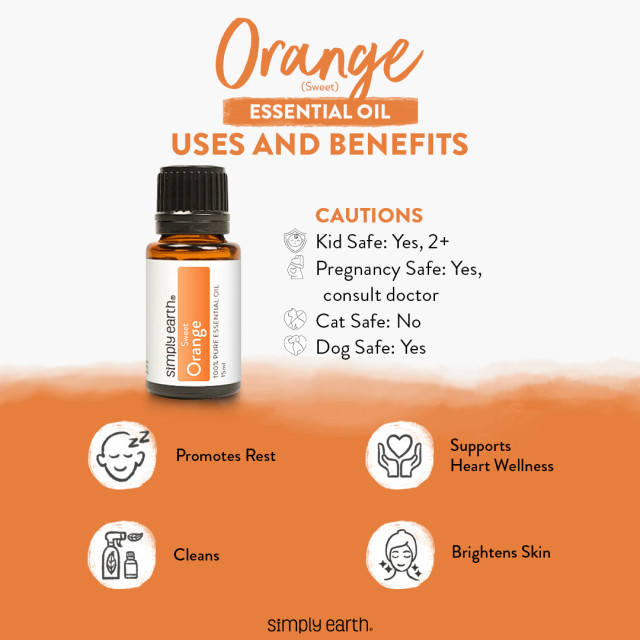 Orange
(Sweet)
ESSENTIAL OIL
USES AND BENEFITS
CAUTIONS
Kid Safe: Yes, 2+
Pregnancy Safe: Yes,
consult doctor
Cat Safe: No
Dog Safe: Yes
simply earth®
Sweet
Orange
100% PURE ESSENTIAL OIL
15ml
zzz
Promotes Rest
Supports
Heart Wellness
Cleans
Brightens Skin
simply earth®